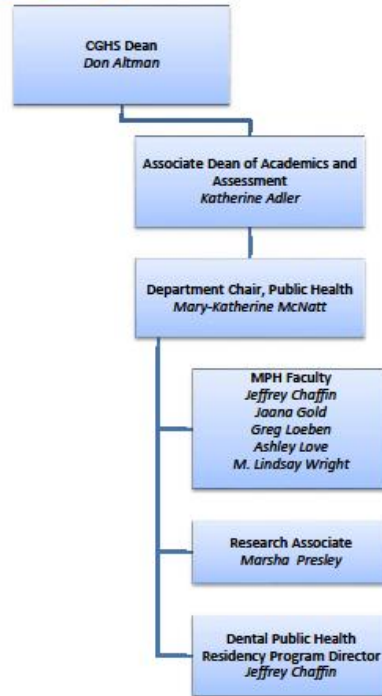 CGHS Dean
Don Altman
Associate Dean of Academics and
Assessment
Katherine Adler
Department Chair, Public Health
Mary-Katherine McNatt
MPH Faculty
Jeffrey Chaffin
Jaana Gold
Greg Loeben
Ashley Love
M. Lindsay Wright
Research Associate
Marsha Presley
Dental Public Health
Residency Program Director
Jeffrey Chaffin